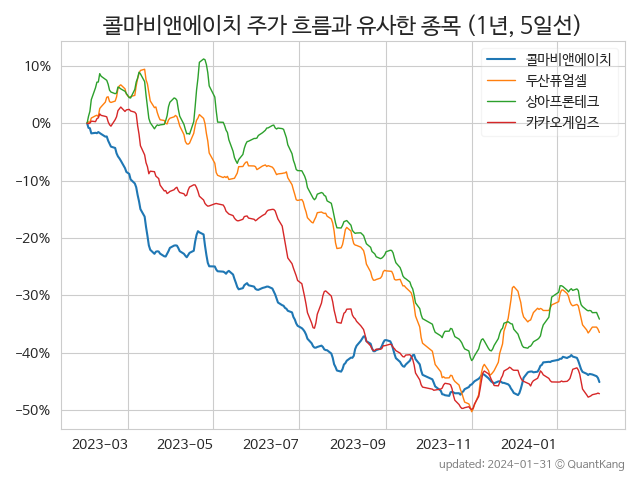 콜마비앤에이치 주가 흐름과 유사한 종목 (1년, 5일선)
콜마비앤에이치
두산퓨얼셀
상아프론테크
카카오게임즈
10%
0%
−10%
−20%
−30%
−40%
−50%
2023-03
2023-05
2023-07
2023-09
2023-11
2024-01
updated: 2024-01-31 © QuantKang